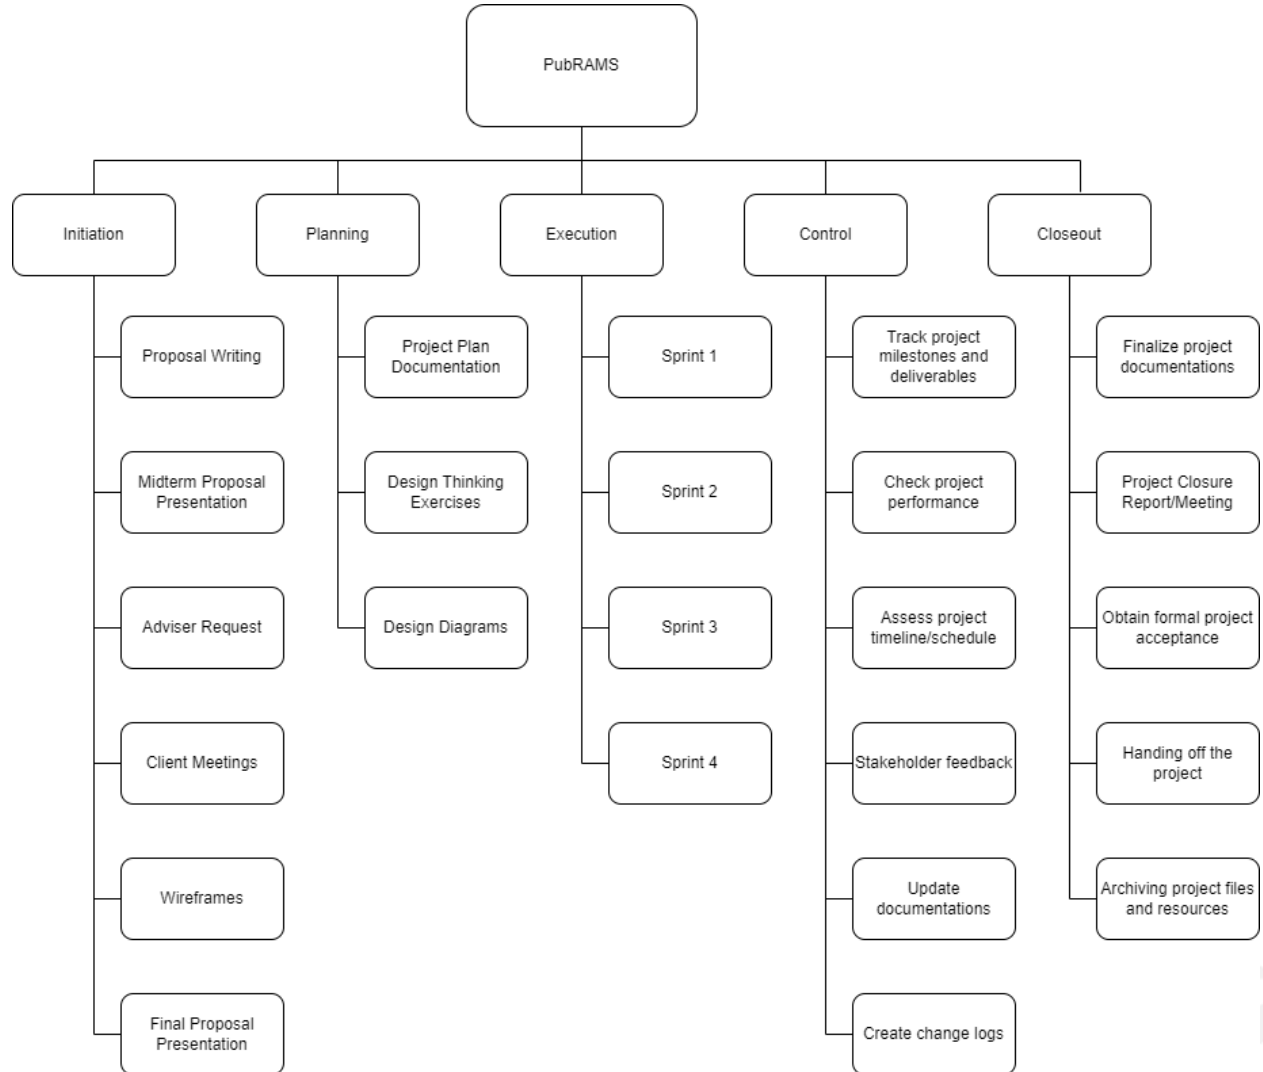 PubRAMS
Initiation
Planning
Execution
Control
Closeout
Proposal Writing
Midterm Proposal
Presentation
Adviser Request
Client Meetings
Wireframes
Final Proposal
Presentation
Project Plan
Documentation
Design Thinking
Exercises
Design Diagrams
Sprint 1
Sprint 2
Sprint 3
Sprint 4
Track project
milestones and
deliverables
Check project
performance
Assess project
timeline/schedule
Stakeholder feedback
Update
documentations
Create change logs
Finalize project
documentations
Project Closure
Report/Meeting
Obtain formal project
acceptance
Handing off the
project
Archiving project files
and resources